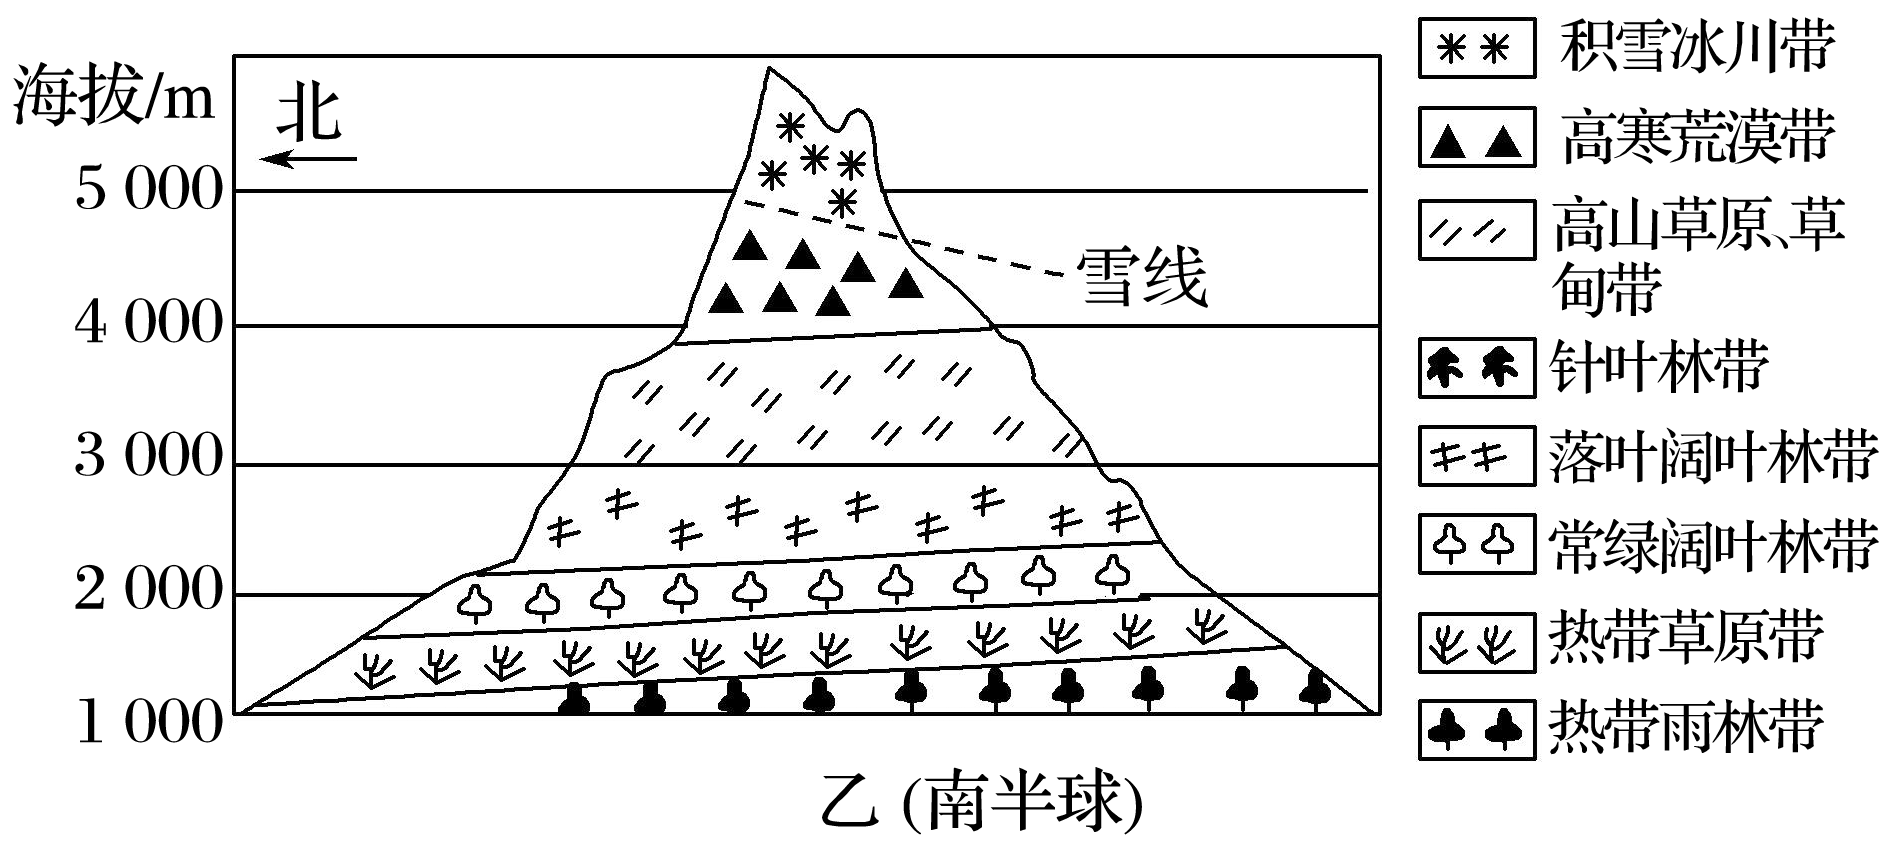 海拔/m
北
5 000
4 000
3 000
2 000
1 000
雪线
乙 (南半球)
积雪冰川带
高寒荒漠带
高山草原、草
甸带
针叶林带
落叶阔叶林带
常绿阔叶林带
热带草原带
热带雨林带